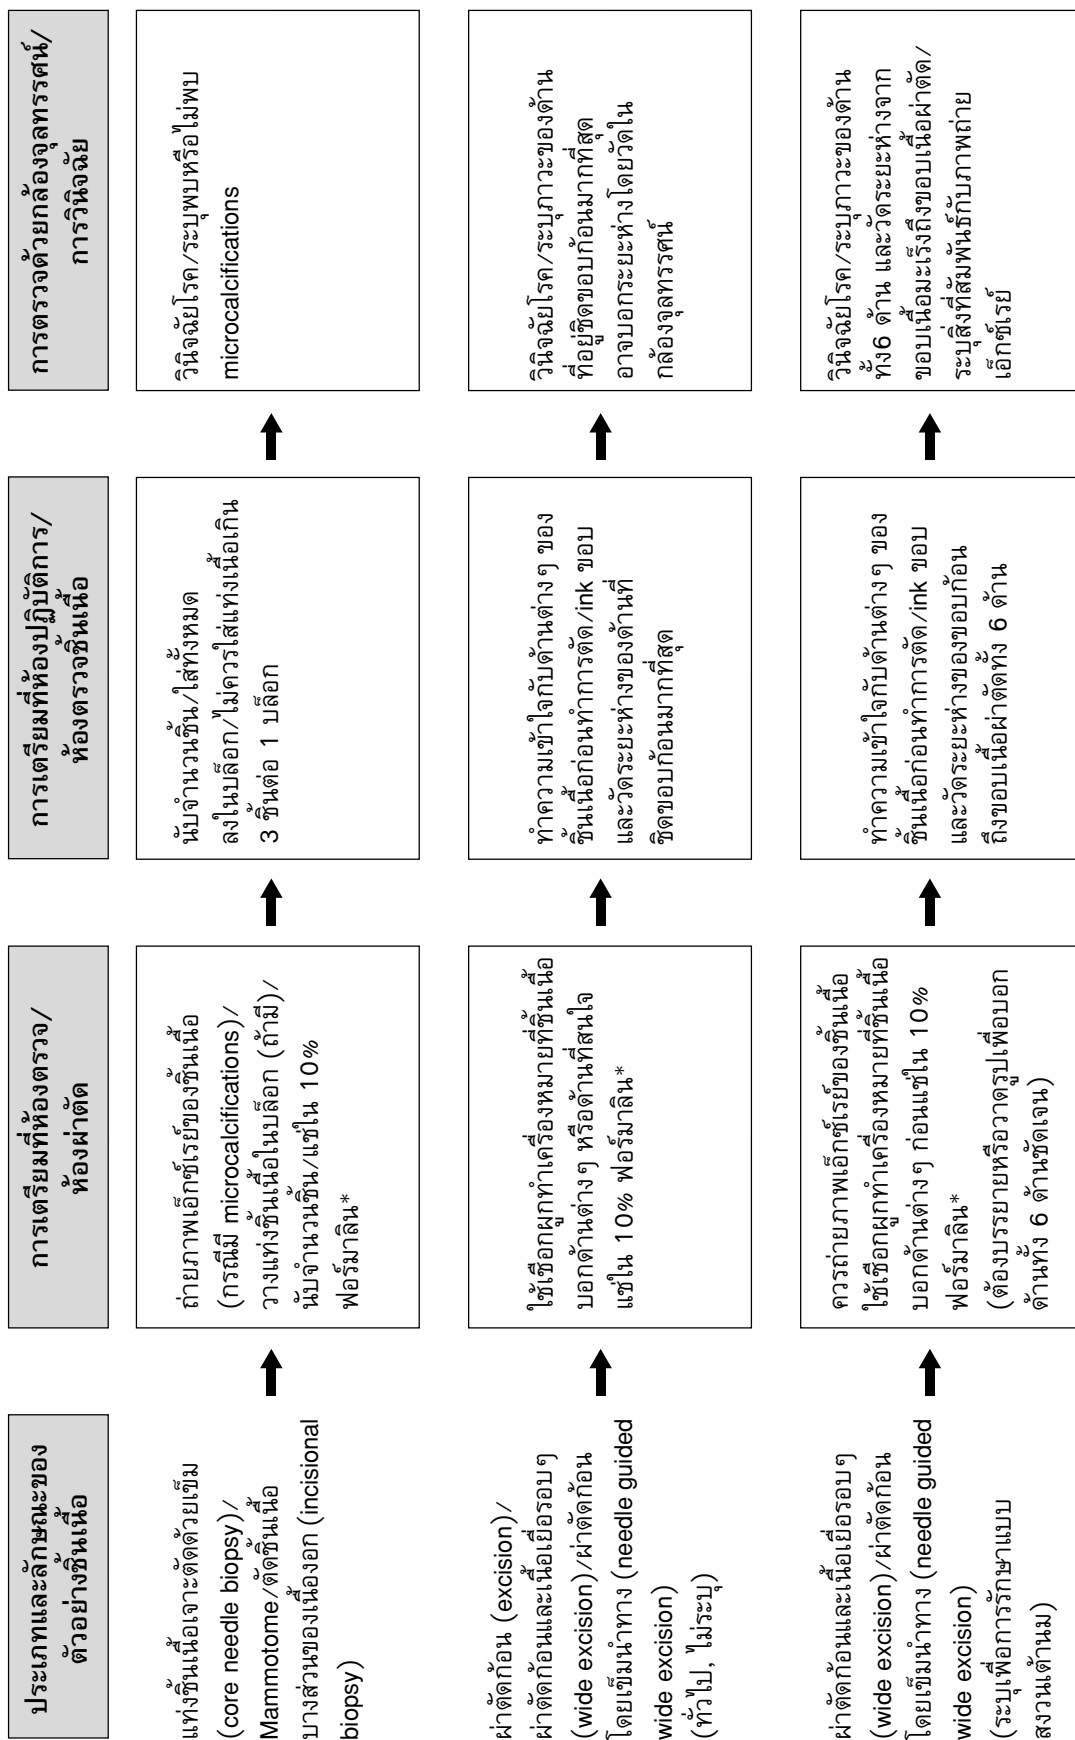 ประเภทและลักษณะของ
ตัวอย่างชิ้นเนื้อ
การเตรียมที่ห้องตรวจ/
ห้องผ่าตัด
การเตรียมที่ห้องปฏิบัติการ/
ห้องตรวจชิ้นเนื้อ
การตรวจด้วยกล้องจุลทรรศน์/
การวินิจฉัย
แท่งชิ้นเนื้อเจาะตัดด้วยเข็ม
(core needle biopsy)/
Mammotome/ตัดชิ้นเนื้อ
บางส่วนของเนื้องอก (incisional
biopsy)
ถ่ายภาพเอ็กซ์เรย์ของชิ้นเนื้อ
(กรณีมี microcalcifications)/
วางแท่งชิ้นเนื้อในบล็อก (ถ้ามี)/
นับจำนวนชิ้น/แช่ใน 10%
ฟอร์มาลิน*
นับจำนวนชิ้น/ใส่ทั้งหมด
ลงในบล็อก/ไม่ควรใส่แท่งเนื้อเกิน
3 ชิ้นต่อ 1 บล็อก
วินิจฉัยโรค/ระบุพบหรือไม่พบ
microcalcifications
ผ่าตัดก้อน (excision)/
ผ่าตัดก้อนและเนื้อเยื่อรอบๆ
(wide excision)/ผ่าตัดก้อน
โดยเข็มนำทาง (needle guided
wide excision)
(ทั่วไป, ไม่ระบุ)
ใช้เชือกผูกทำเครื่องหมายที่ชิ้นเนื้อ
บอกด้านต่างๆ หรือด้านที่สนใจ
แช่ใน 10% ฟอร์มาลิน*
ทำความเข้าใจกับด้านต่างๆ ของ
ชิ้นเนื้อก่อนทำการตัด/ink ขอบ
และวัดระยะห่างของด้านที่
ชิดขอบก้อนมากที่สุด
วินิจฉัยโรค/ระบุภาวะของด้าน
ที่อยู่ชิดขอบก้อนมากที่สุด
อาจบอกระยะห่างโดยวัดใน
กล้องจุลทรรศน์
ผ่าตัดก้อนและเนื้อเยื่อรอบๆ
(wide excision)/ผ่าตัดก้อน
โดยเข็มนำทาง (needle guided
wide excision)
(ระบุเพื่อการรักษาแบบ
สงวนเต้านม)
ควรถ่ายภาพเอ็กซ์เรย์ของชิ้นเนื้อ
ใช้เชือกผูกทำเครื่องหมายที่ชิ้นเนื้อ
บอกด้านต่างๆ ก่อนแช่ใน 10%
ฟอร์มาลิน*
(ต้องบรรยายหรือวาดรูปเพื่อบอก
ด้านทั้ง 6 ด้านชัดเจน)
ทำความเข้าใจกับด้านต่างๆ ของ
ชิ้นเนื้อก่อนทำการตัด/ink ขอบ
และวัดระยะห่างของขอบก้อน
ถึงขอบเนื้อผ่าตัดทั้ง 6 ด้าน
วินิจฉัยโรค/ระบุภาวะของด้าน
ทั้ง6 ด้าน และวัดระยะห่างจาก
ขอบเนื้อมะเร็งถึงขอบเนื้อผ่าตัด/
ระบุสิ่งที่สัมพันธ์กับภาพถ่าย
เอ็กซ์เรย์